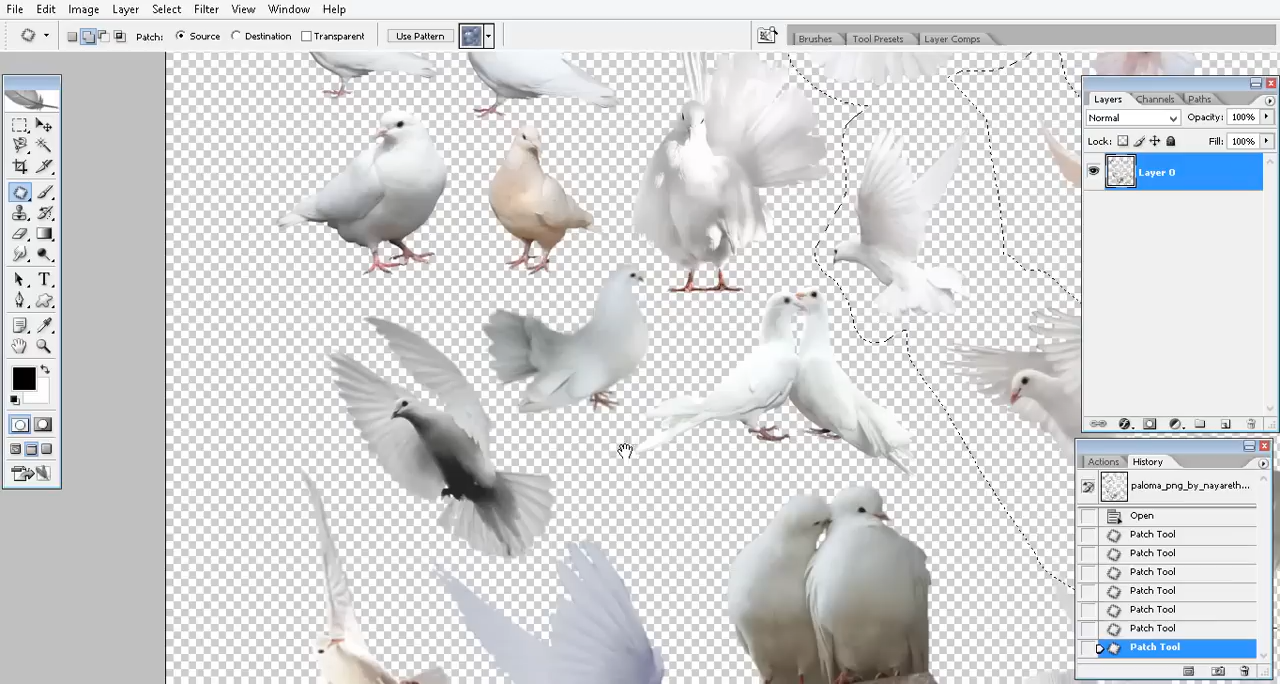 File Edit Image Layer Select Filter View Window Help
Patch: Source Destination Transparent Use Pattern Brushes Tool Presets Layer Comps
Layers Channels Paths
Normal Opacity: 100%
Lock: Fill: 100%
Layer 0
Actions History
paloma_png_by_nayareth...
Open
Patch Tool
Patch Tool
Patch Tool
Patch Tool
Patch Tool
Patch Tool
Patch Tool